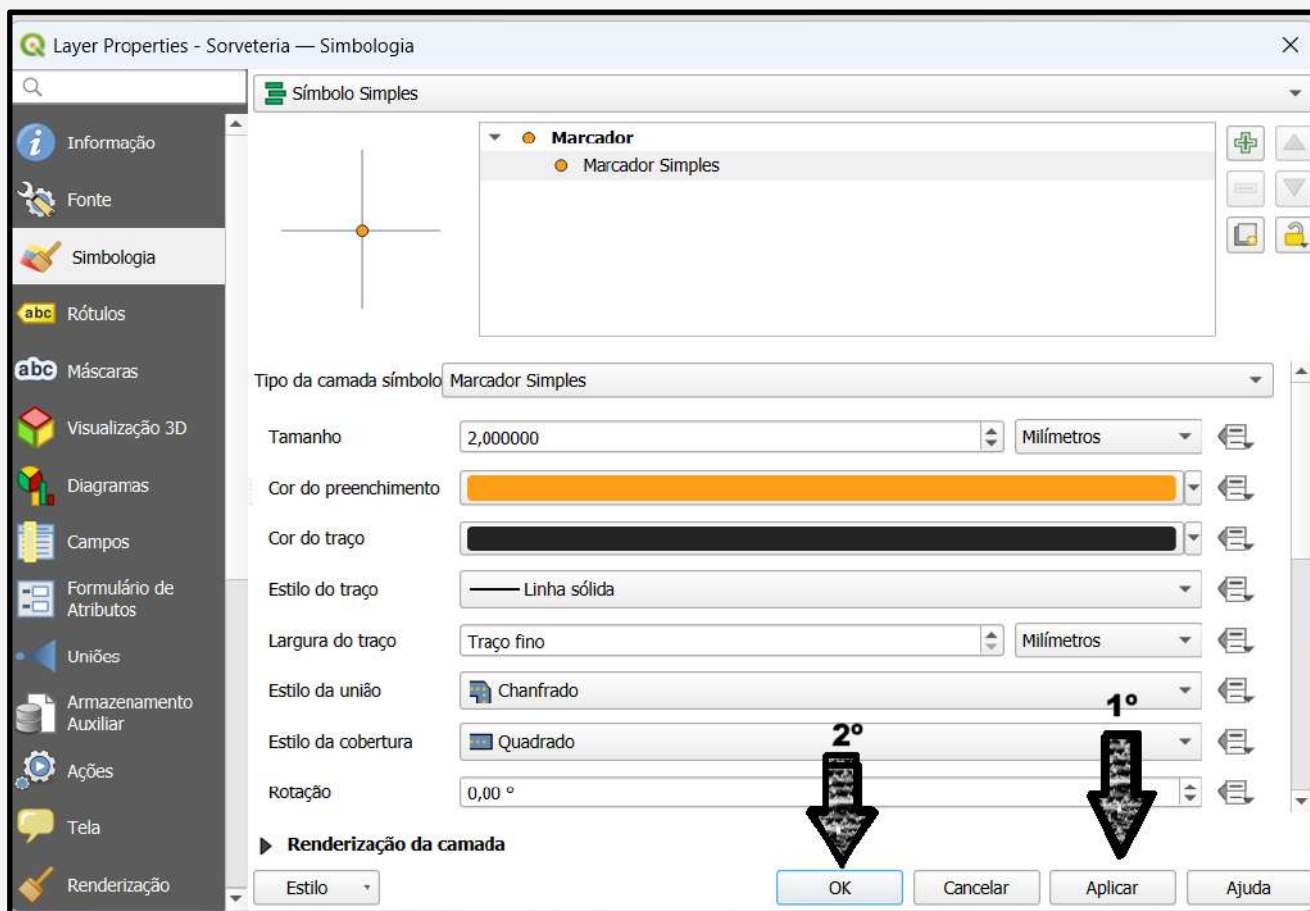 Layer Properties - Sorveteria — Simbologia
Símbolo Simples
Informação
Fonte
Simbologia
abc Rótulos
abc Máscaras
Visualização 3D
Diagramas
Campos
Formulário de
Atributos
Uniões
Armazenamento
Auxiliar
Ações
Tela
Renderização
Marcador
Marcador Simples
Tipo da camada símbolo Marcador Simples
Tamanho 2,000000 Milímetros
Cor do preenchimento
Cor do traço
Estilo do traço Linha sólida
Largura do traço Traço fino Milímetros
Estilo da união Chanfrado
1º
Estilo da cobertura Quadrado
2º
Rotação 0,00 °
Renderização da camada
Estilo OK Cancelar Aplicar Ajuda